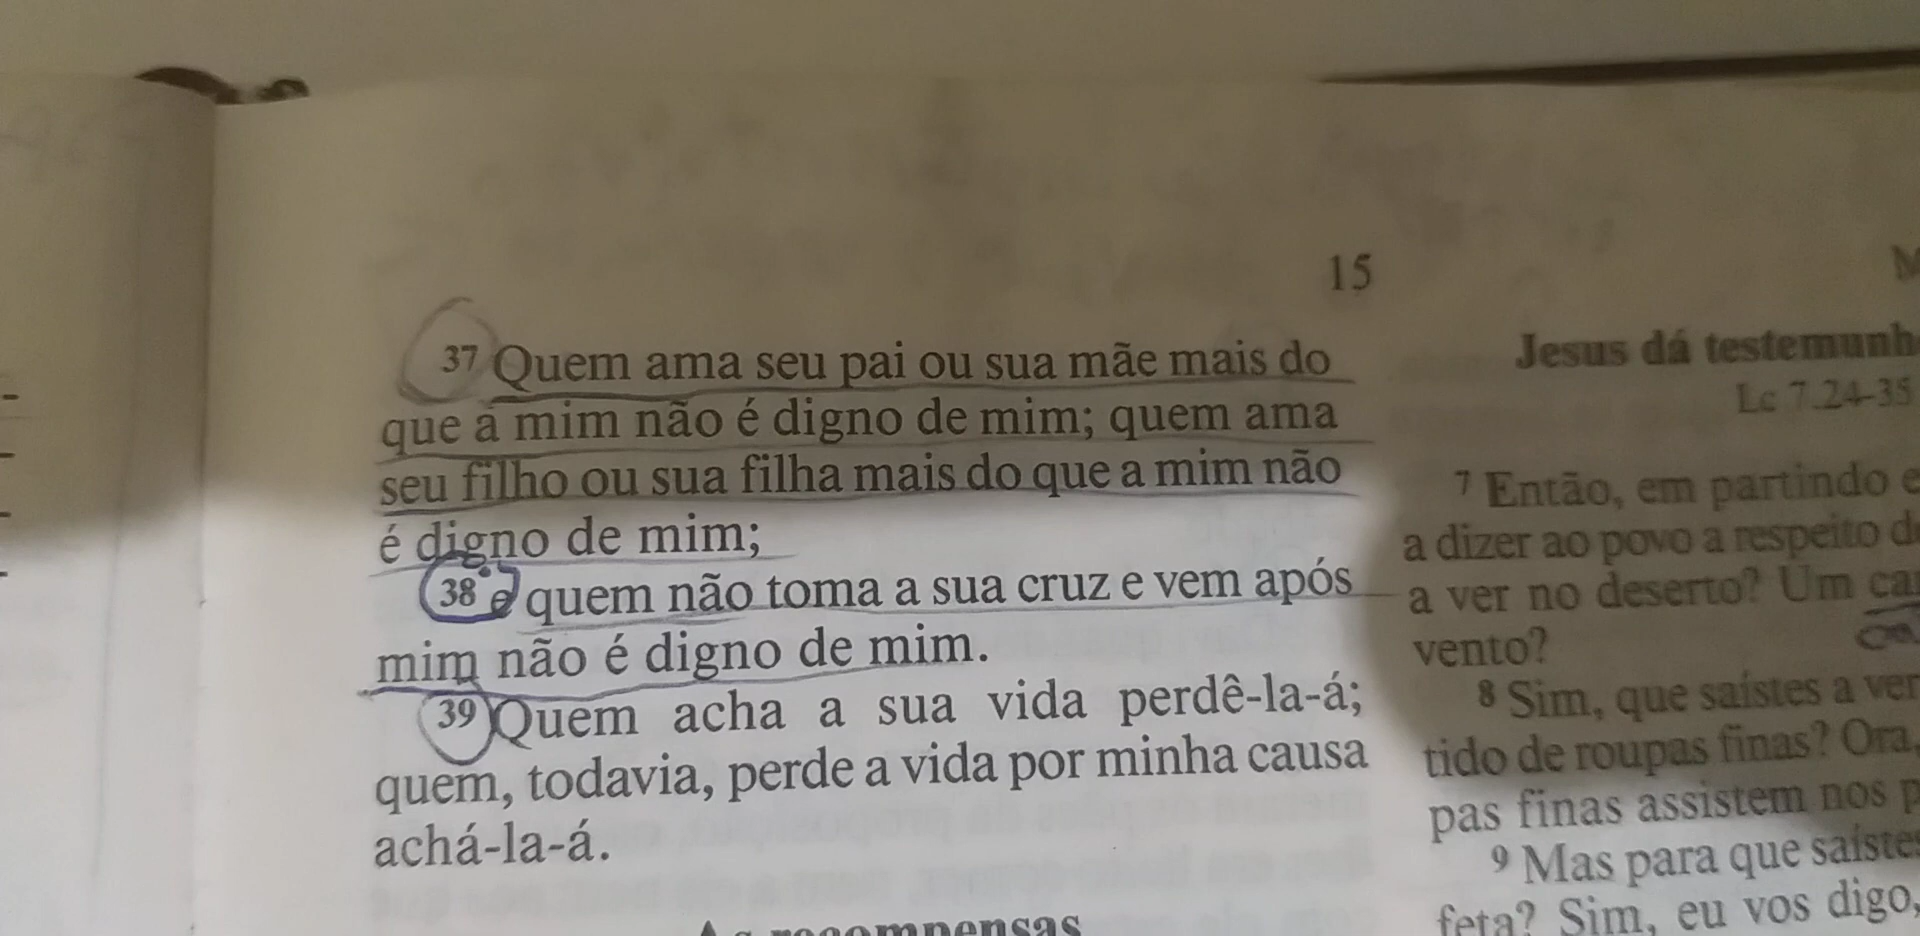 15
37 Quem ama seu pai ou sua mãe mais do
que a mim não é digno de mim; quem ama
seu filho ou sua filha mais do que a mim não
é digno de mim;
38 e quem não toma a sua cruz e vem após
mim não é digno de mim.
39 Quem acha a sua vida perdê-la-á;
quem, todavia, perde a vida por minha causa
achá-la-á.
As recompensas
Jesus dá
Lc 7.24-35
7 Então, em partindo
a dizer ao povo a respeito
a ver no deserto? Um
vento?
8 Sim, que saístes a ver
tido de roupas finas? Ora,
pas finas assistem nos
9 Mas para que saístes
feta? Sim, eu vos digo,